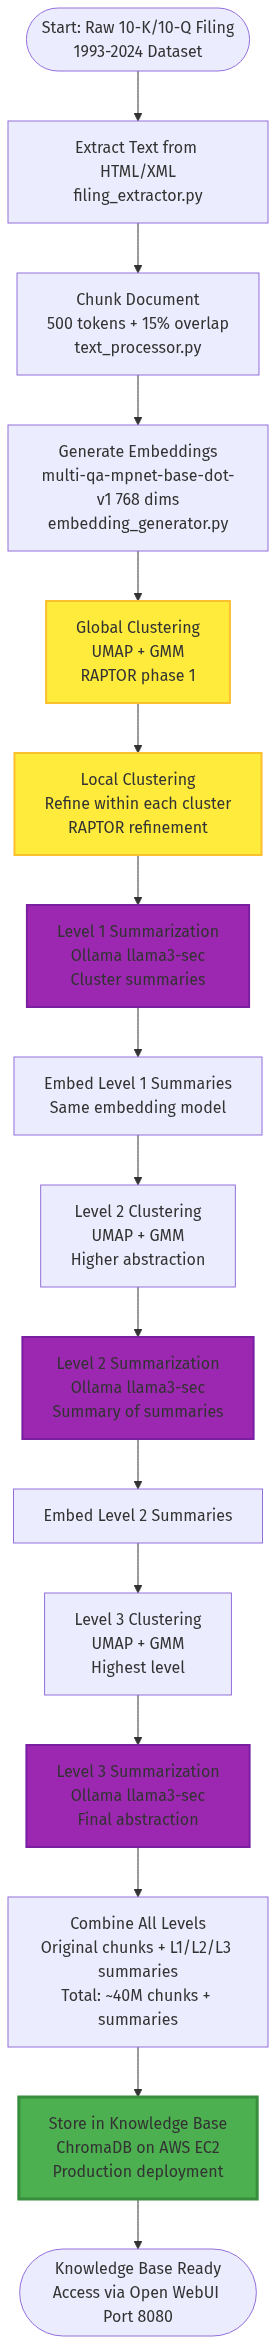 Start: Raw 10-K/10-Q Filing
1993-2024 Dataset
Extract Text from
HTML/XML
filing_extractor.py
Chunk Document
500 tokens + 15% overlap
text_processor.py
Generate Embeddings
multi-qa-mpnet-base-dot-
v1 768 dims
embedding_generator.py
Global Clustering
UMAP + GMM
RAPTOR phase 1
Local Clustering
Refine within each cluster
RAPTOR refinement
Level 1 Summarization
Ollama llama3-sec
Cluster summaries
Embed Level 1 Summaries
Same embedding model
Level 2 Clustering
UMAP + GMM
Higher abstraction
Level 2 Summarization
Ollama llama3-sec
Summary of summaries
Embed Level 2 Summaries
Level 3 Clustering
UMAP + GMM
Highest level
Level 3 Summarization
Ollama llama3-sec
Final abstraction
Combine All Levels
Original chunks + L1/L2/L3
summaries
Total: ~40M chunks +
summaries
Store in Knowledge Base
ChromaDB on AWS EC2
Production deployment
Knowledge Base Ready
Access via Open WebUI
Port 8080